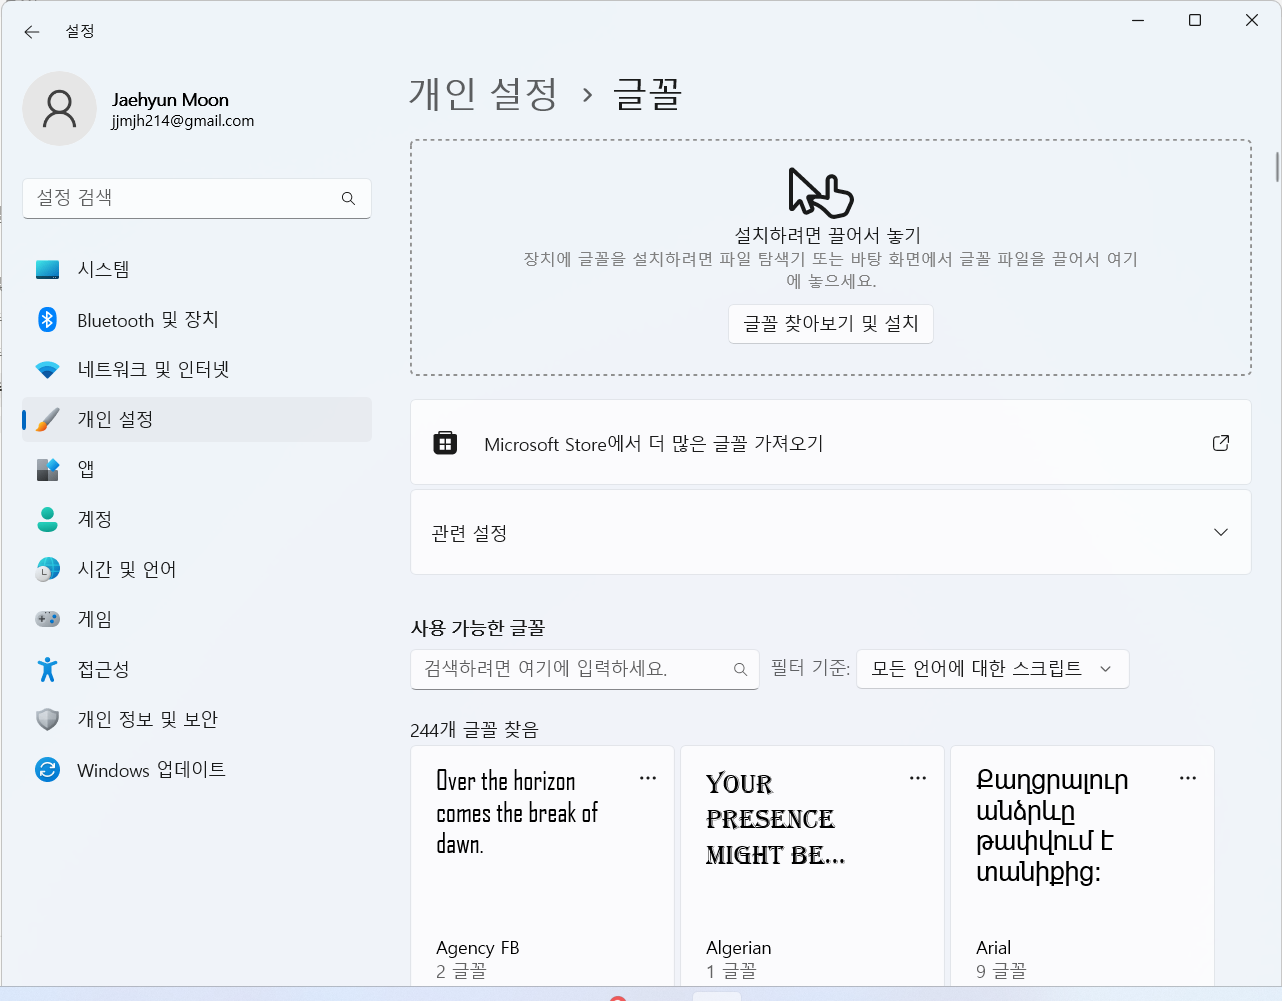 설정
Jaehyun Moon
jjmjh214@gmail.com
설정 검색
시스템
Bluetooth 및 장치
네트워크 및 인터넷
개인 설정
앱
계정
시간 및 언어
게임
접근성
개인 정보 및 보안
Windows 업데이트
개인 설정 › 글꼴
설치하려면 끌어서 놓기
장치에 글꼴을 설치하려면 파일 탐색기 또는 바탕 화면에서 글꼴 파일을 끌어서 여기
에 놓으세요.
글꼴 찾아보기 및 설치
Microsoft Store에서 더 많은 글꼴 가져오기
관련 설정
사용 가능한 글꼴
검색하려면 여기에 입력하세요.
필터 기준: 모든 언어에 대한 스크립트
244개 글꼴 찾음
Over the horizon
comes the break of
dawn.
Agency FB
2 글꼴
YOUR
PRESENCE
MIGHT BE...
Algerian
1 글꼴
Քաղցրալուր
անձրևը
թափվում է
տանիքից:
Arial
9 글꼴